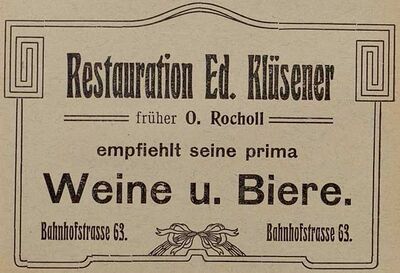 Restauration Ed. Klüsener
früher O. Rocholl
empfiehlt seine prima
Weine u. Biere.
Bahnhofstrasse 63. Bahnhofstrasse 63.